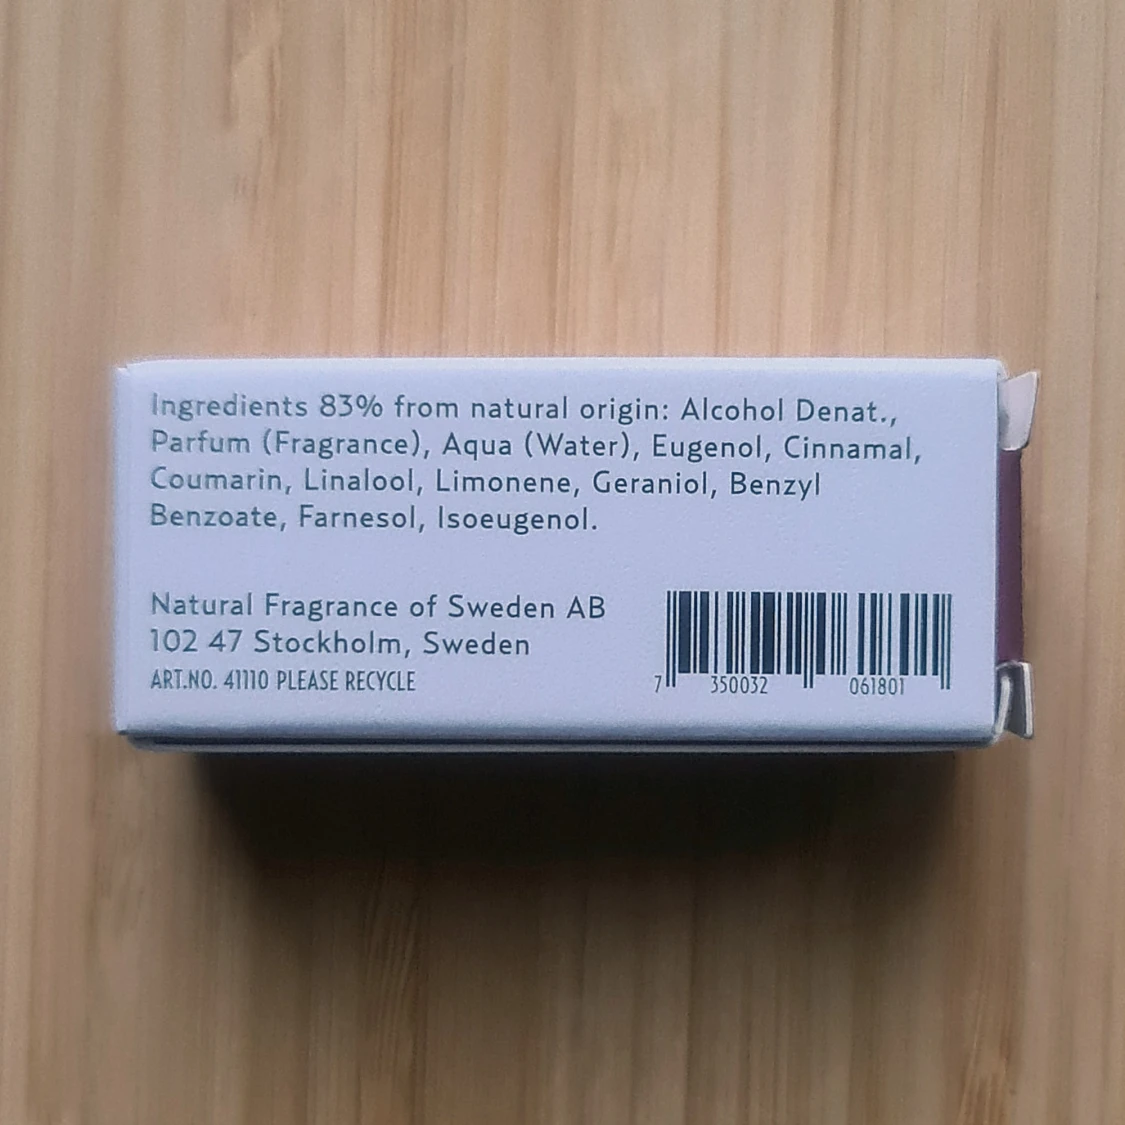 Ingredients 83% from natural origin: Alcohol Denat.,
Parfum (Fragrance), Aqua (Water), Eugenol, Cinnamal,
Coumarin, Linalool, Limonene, Geraniol, Benzyl
Benzoate, Farnesol, Isoeugenol.
Natural Fragrance of Sweden AB
102 47 Stockholm, Sweden
ART.NO. 41110 PLEASE RECYCLE
7 350032 061801